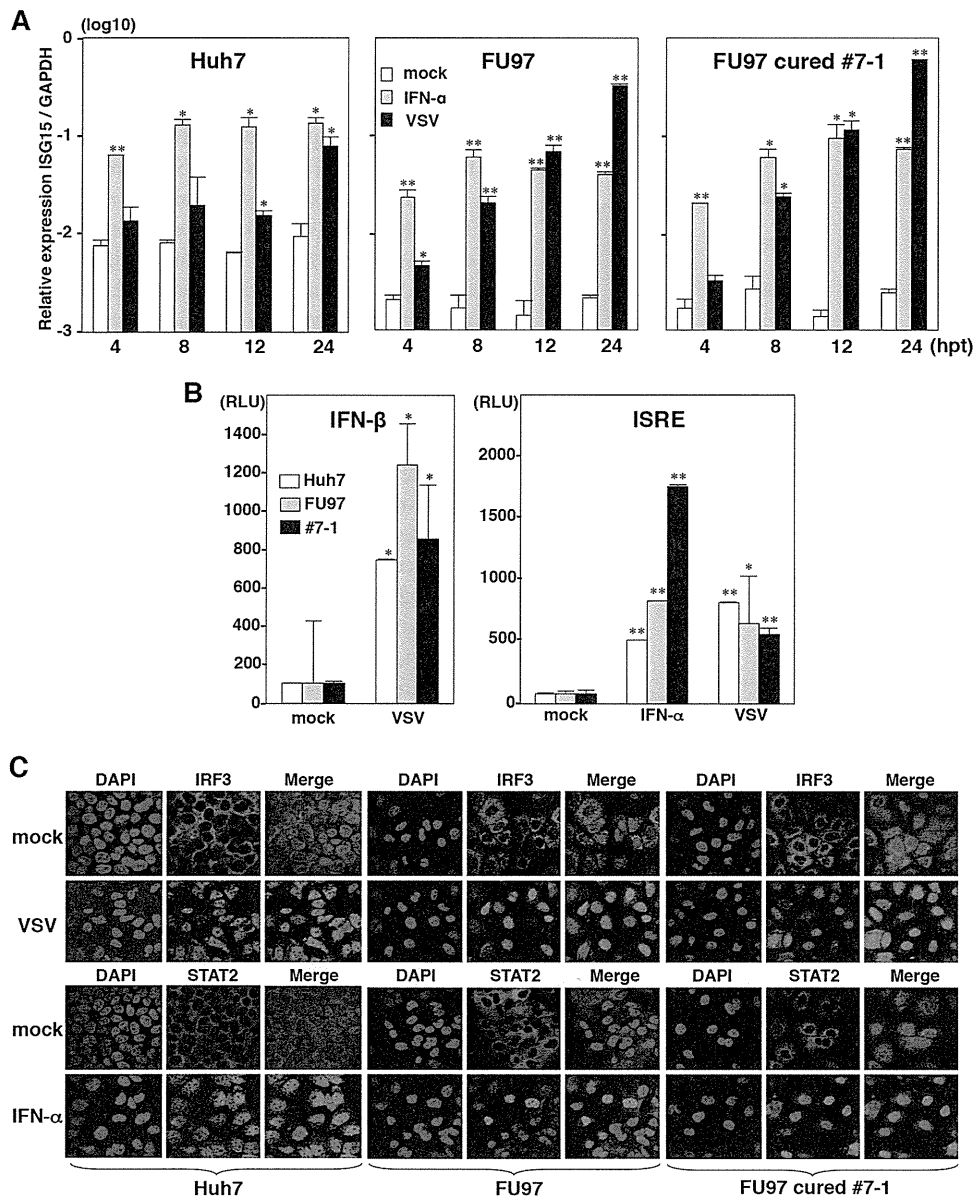 A
(log10)
Relative expression ISG15 / GAPDH
0
-1
-2
-3
Huh7
** * * *
* *
4 8 12 24
FU97
mock
IFN-α
VSV
** ** ** **
* ** ** **
4 8 12 24
FU97 cured #7-1
** * * **
* * **
4 8 12 24 (hpt)
B
(RLU)
1400
1200
1000
800
600
400
200
0
IFN-β
Huh7
FU97
#7-1
* * *
mock VSV
(RLU)
2000
1500
1000
500
0
ISRE
** ** **
** * **
mock IFN-α VSV
C
DAPI IRF3 Merge DAPI IRF3 Merge DAPI IRF3 Merge
mock
VSV
DAPI STAT2 Merge DAPI STAT2 Merge DAPI STAT2 Merge
mock
IFN-α
Huh7 FU97 FU97 cured #7-1